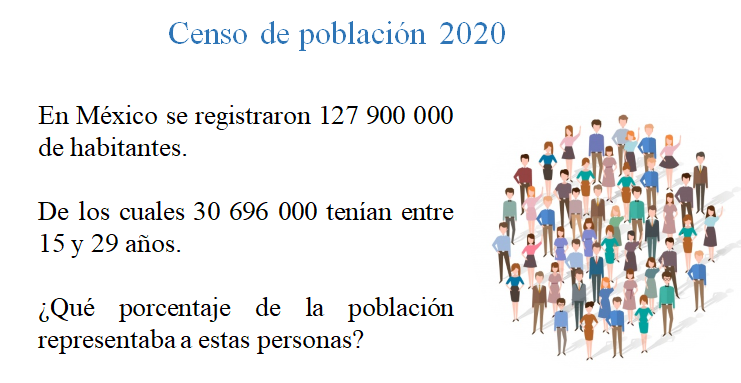 Censo de población 2020
En México se registraron 127 900 000
de habitantes.
De los cuales 30 696 000 tenían entre
15 y 29 años.
¿Qué porcentaje de la población
representaba a estas personas?